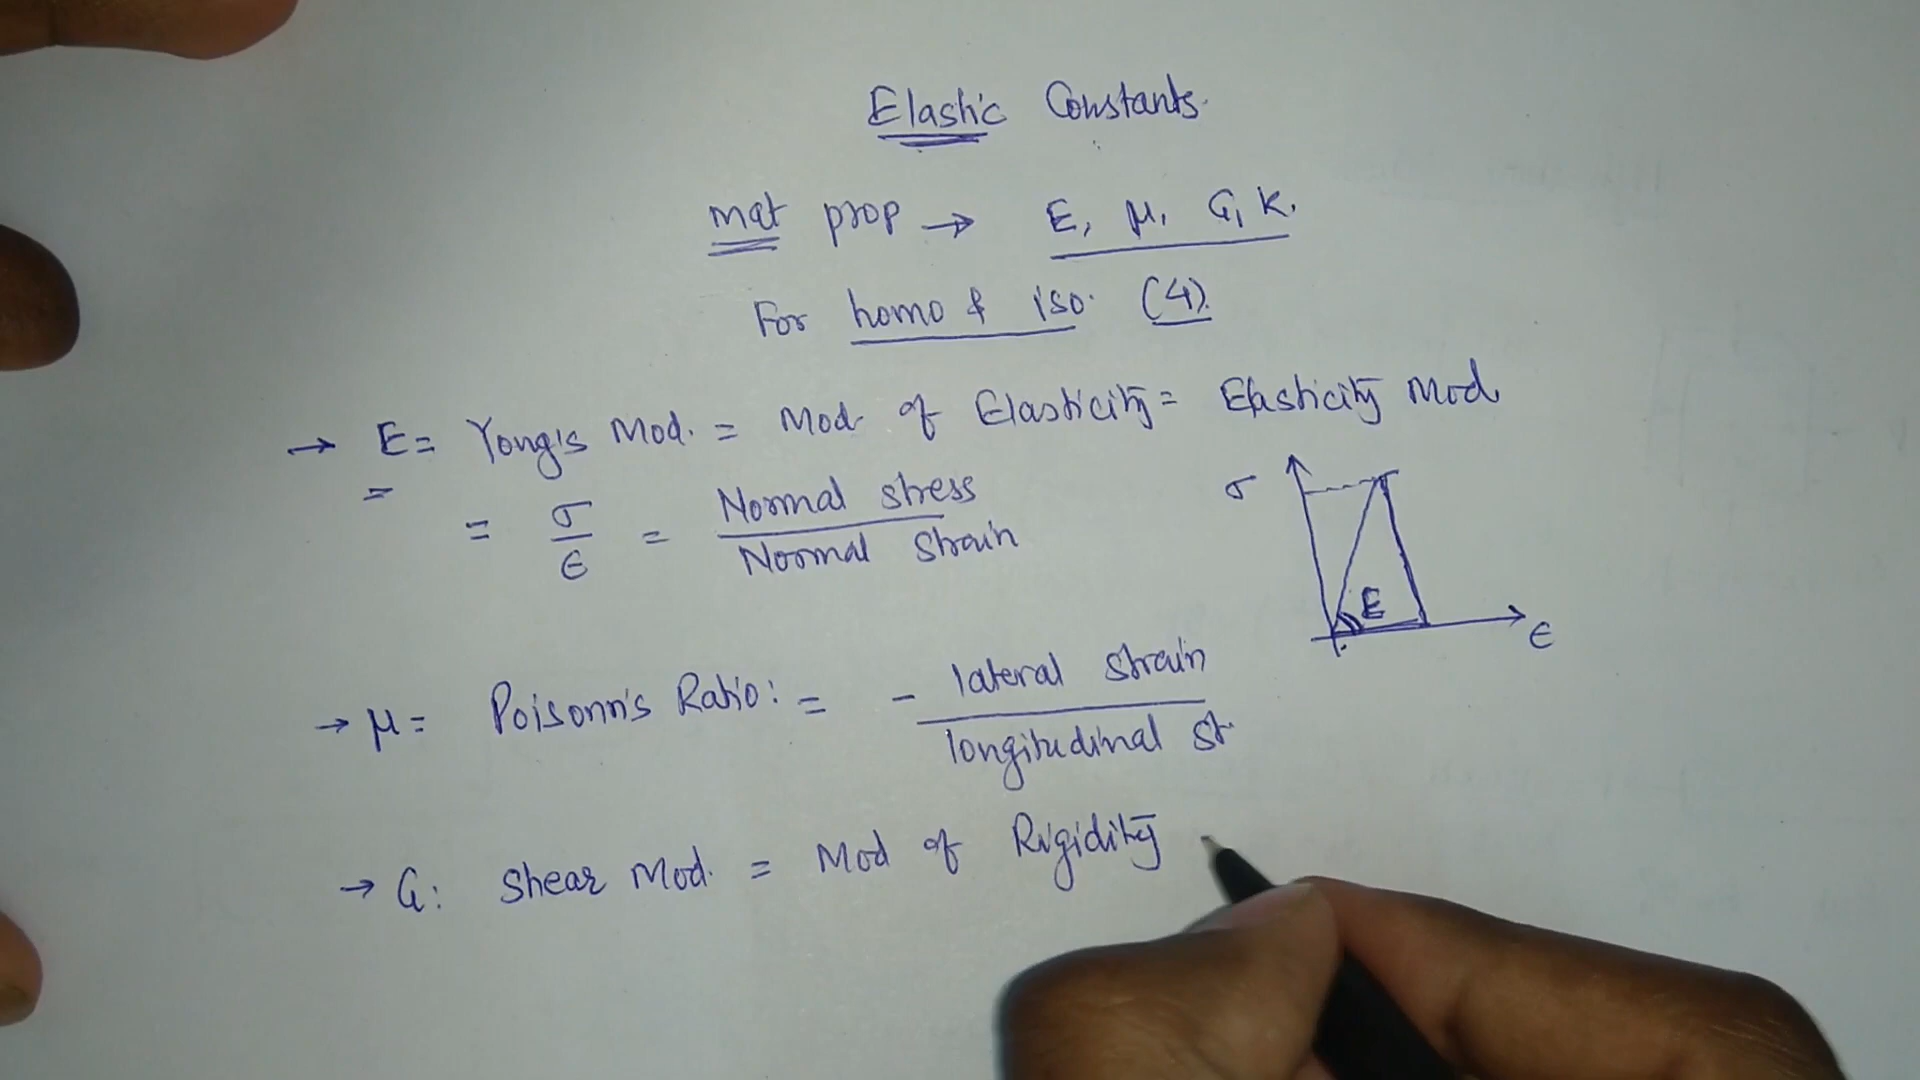 Elastic Constants.
mat prop → E, μ, G, K.
For homo & iso. (4).
→ E = Yong's Mod. = Mod of Elasticity = Elasticity Mod
= σ/ε = Normal stress / Normal Strain
σ
E
ε
→ μ = Poisonn's Ratio: = - lateral strain / longitudinal st.
→ G: Shear Mod. = Mod of Rigidity